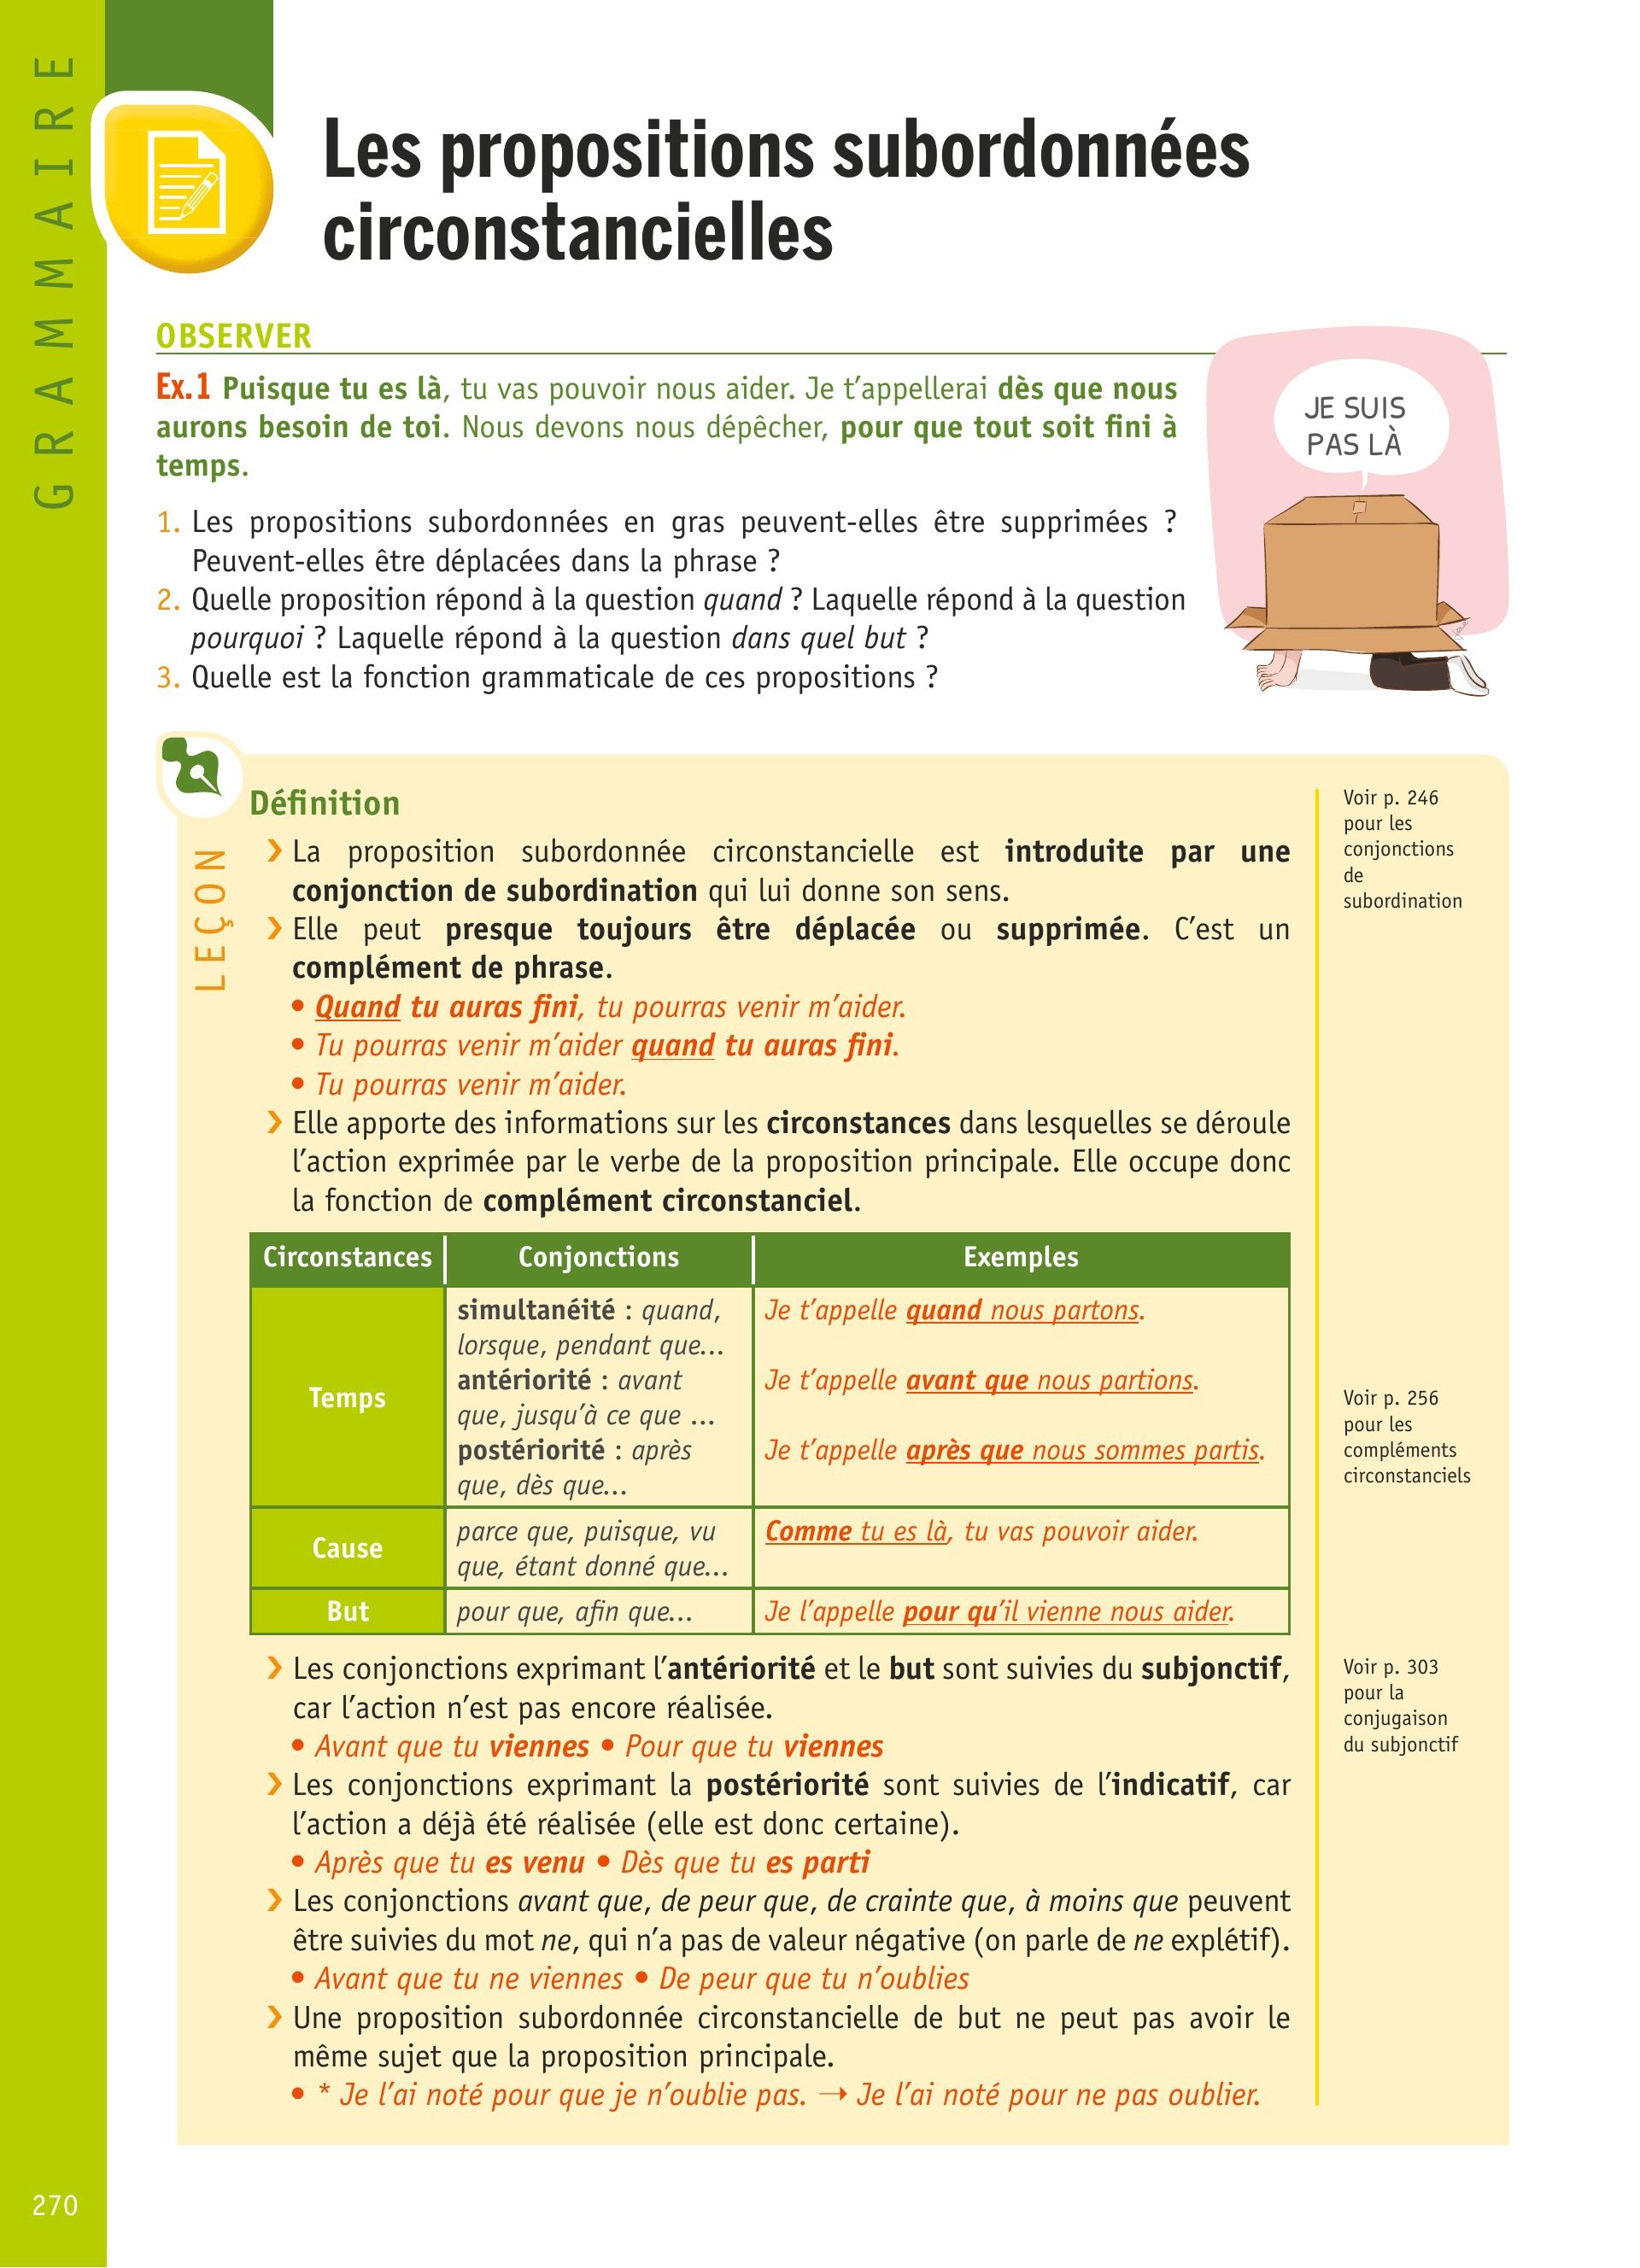 GRAMMAIRE
Les propositions subordonnées
circonstancielles
OBSERVER
Ex.1 Puisque tu es là, tu vas pouvoir nous aider. Je t’appellerai dès que nous
aurons besoin de toi. Nous devons nous dépêcher, pour que tout soit fini à
temps.
JE SUIS
PAS LÀ
1. Les propositions subordonnées en gras peuvent-elles être supprimées ?
Peuvent-elles être déplacées dans la phrase ?
2. Quelle proposition répond à la question quand ? Laquelle répond à la question
pourquoi ? Laquelle répond à la question dans quel but ?
3. Quelle est la fonction grammaticale de ces propositions ?
LEÇON
Définition
› La proposition subordonnée circonstancielle est introduite par une
conjonction de subordination qui lui donne son sens.
› Elle peut presque toujours être déplacée ou supprimée. C’est un
complément de phrase.
• Quand tu auras fini, tu pourras venir m’aider.
• Tu pourras venir m’aider quand tu auras fini.
• Tu pourras venir m’aider.
› Elle apporte des informations sur les circonstances dans lesquelles se déroule
l’action exprimée par le verbe de la proposition principale. Elle occupe donc
la fonction de complément circonstanciel.
Voir p. 246
pour les
conjonctions
de
subordination
Circonstances Conjonctions Exemples
Temps
simultanéité : quand,
lorsque, pendant que…
antériorité : avant
que, jusqu’à ce que …
postériorité : après
que, dès que…
Je t’appelle quand nous partons.
Je t’appelle avant que nous partions.
Je t’appelle après que nous sommes partis.
Cause
parce que, puisque, vu
que, étant donné que…
Comme tu es là, tu vas pouvoir aider.
But
pour que, afin que…
Je l’appelle pour qu’il vienne nous aider.
Voir p. 256
pour les
compléments
circonstanciels
› Les conjonctions exprimant l’antériorité et le but sont suivies du subjonctif,
car l’action n’est pas encore réalisée.
• Avant que tu viennes • Pour que tu viennes
› Les conjonctions exprimant la postériorité sont suivies de l’indicatif, car
l’action a déjà été réalisée (elle est donc certaine).
• Après que tu es venu • Dès que tu es parti
› Les conjonctions avant que, de peur que, de crainte que, à moins que peuvent
être suivies du mot ne, qui n’a pas de valeur négative (on parle de ne explétif).
• Avant que tu ne viennes • De peur que tu n’oublies
› Une proposition subordonnée circonstancielle de but ne peut pas avoir le
même sujet que la proposition principale.
• * Je l’ai noté pour que je n’oublie pas. → Je l’ai noté pour ne pas oublier.
Voir p. 303
pour la
conjugaison
du subjonctif
270